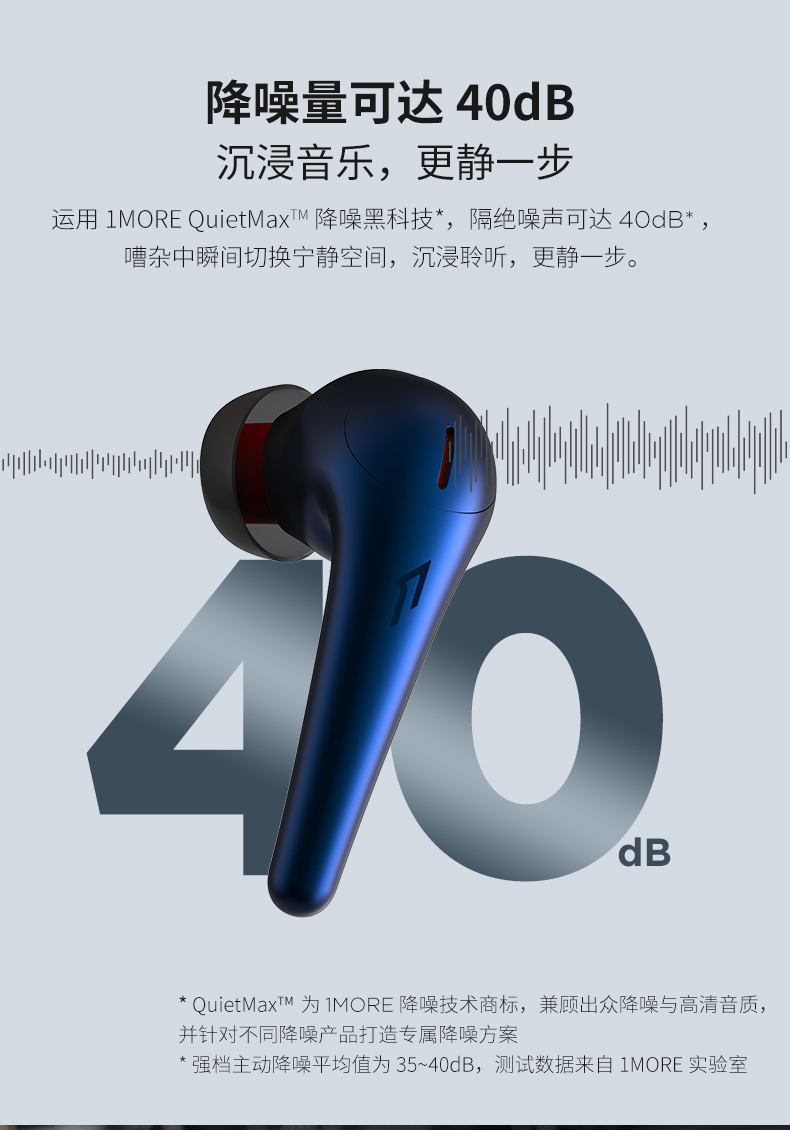 降噪量可达 40dB
沉浸音乐，更静一步
运用 1MORE QuietMax™ 降噪黑科技*，隔绝噪声可达 40dB*，
嘈杂中瞬间切换宁静空间，沉浸聆听，更静一步。
40
dB
* QuietMax™ 为 1MORE 降噪技术商标，兼顾出众降噪与高清音质，
并针对不同降噪产品打造专属降噪方案
* 强档主动降噪平均值为 35~40dB，测试数据来自 1MORE 实验室